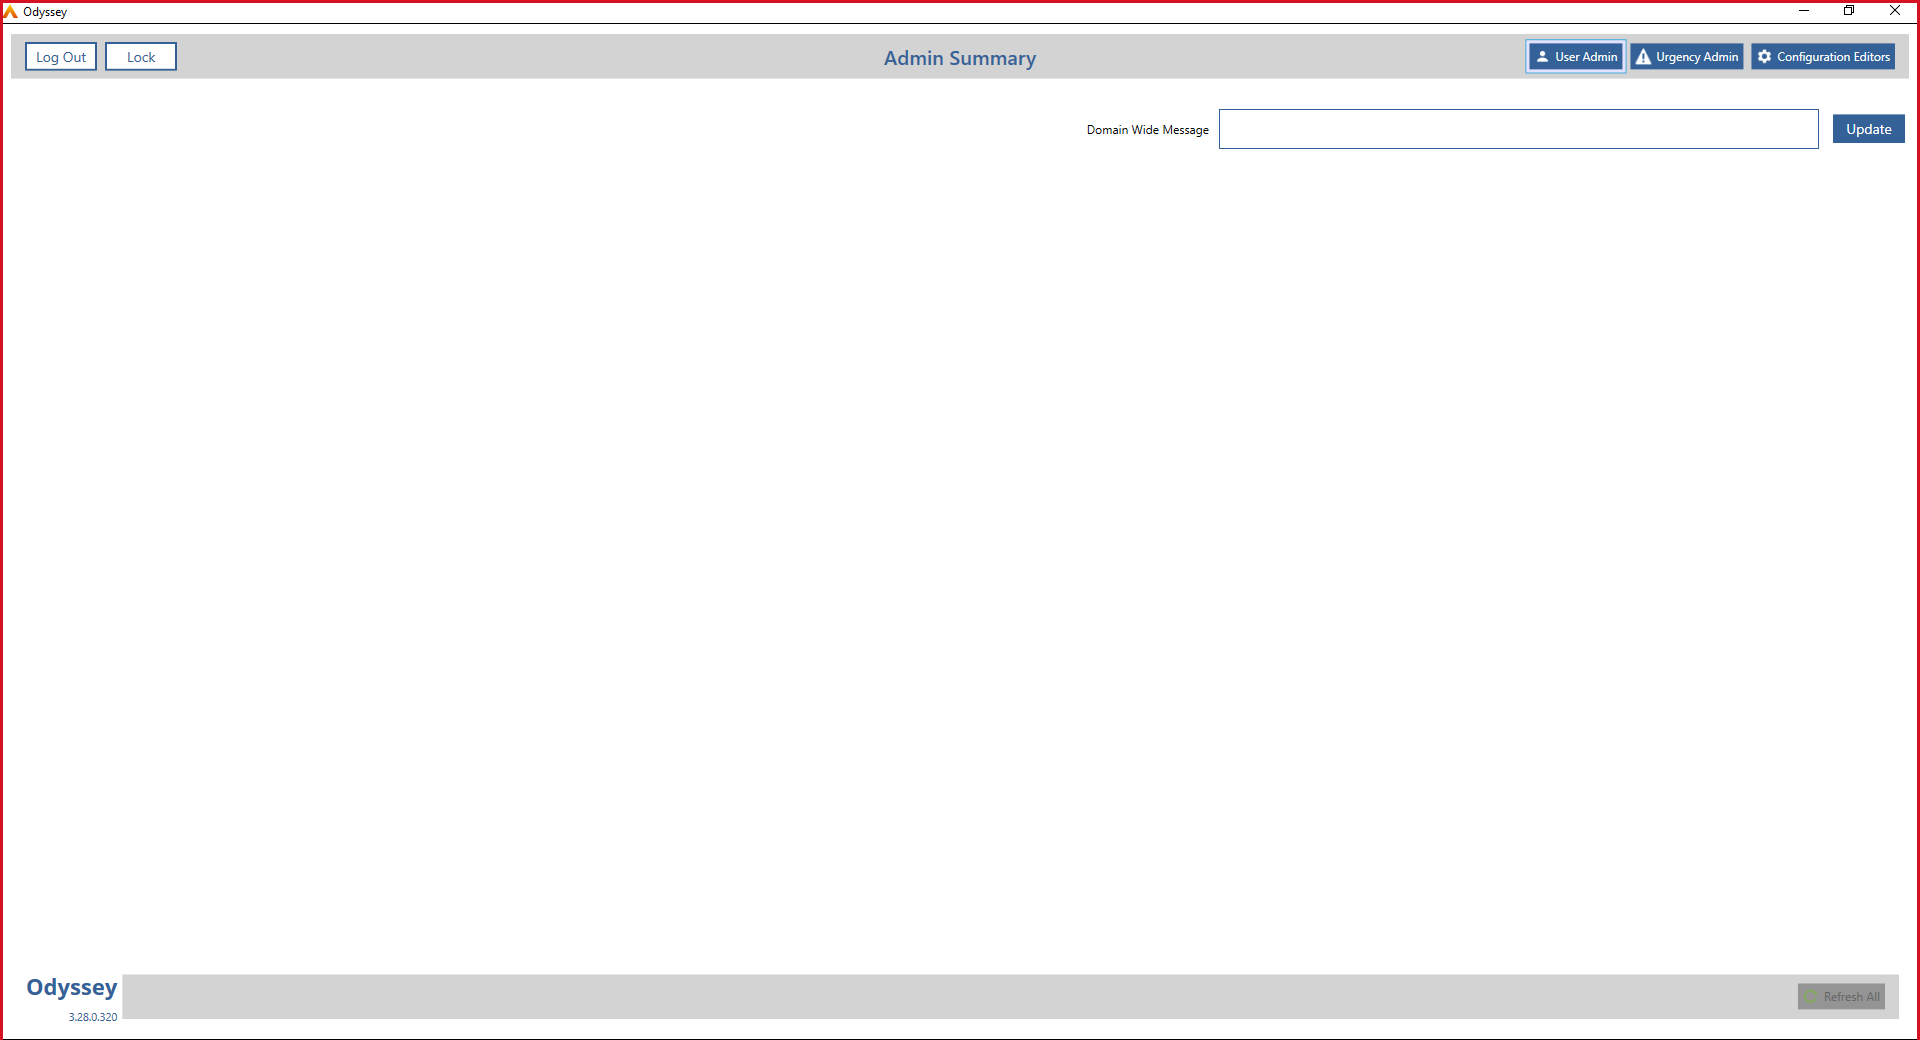 Odyssey
Log Out
Lock
Admin Summary
User Admin
Urgency Admin
Configuration Editors
Domain Wide Message
Update
Odyssey
3.28.0.320
Refresh All